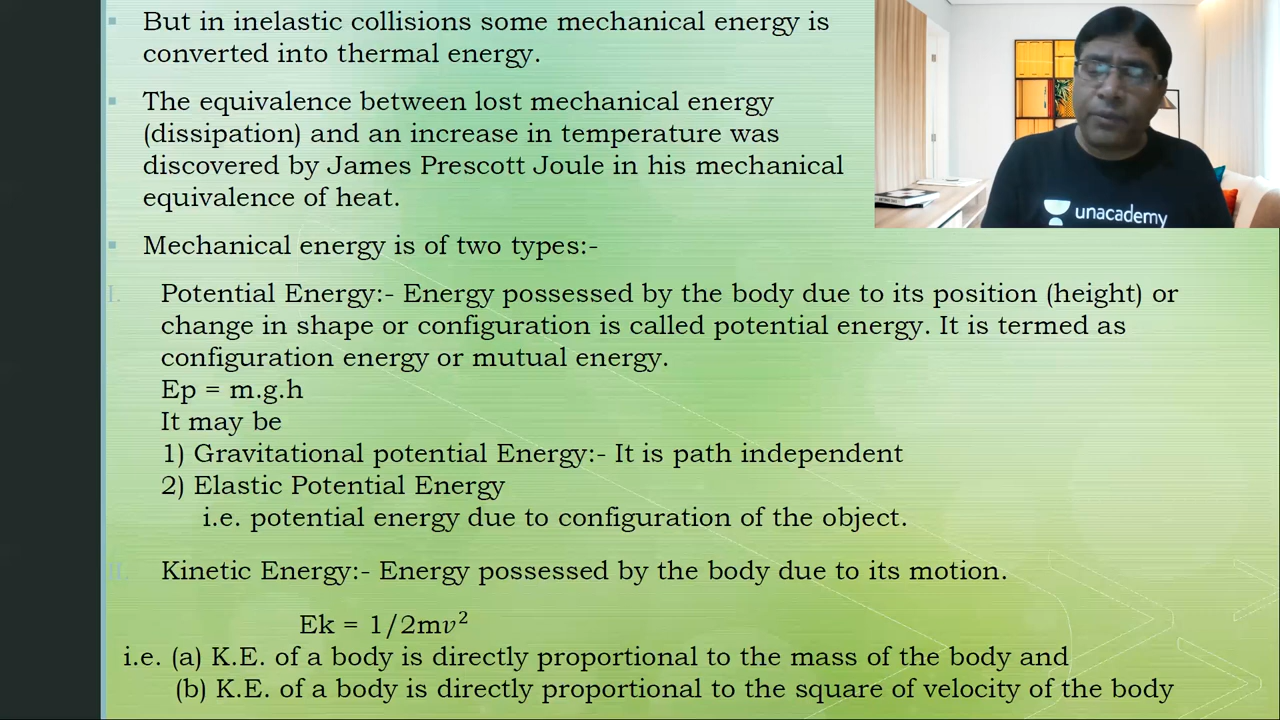 But in inelastic collisions some mechanical energy is
converted into thermal energy.
The equivalence between lost mechanical energy
(dissipation) and an increase in temperature was
discovered by James Prescott Joule in his mechanical
equivalence of heat.
Mechanical energy is of two types:-
I. Potential Energy:- Energy possessed by the body due to its position (height) or
change in shape or configuration is called potential energy. It is termed as
configuration energy or mutual energy.
Ep = m.g.h
It may be
1) Gravitational potential Energy:- It is path independent
2) Elastic Potential Energy
i.e. potential energy due to configuration of the object.
II. Kinetic Energy:- Energy possessed by the body due to its motion.
Ek = 1/2mv²
i.e. (a) K.E. of a body is directly proportional to the mass of the body and
(b) K.E. of a body is directly proportional to the square of velocity of the body
unacademy